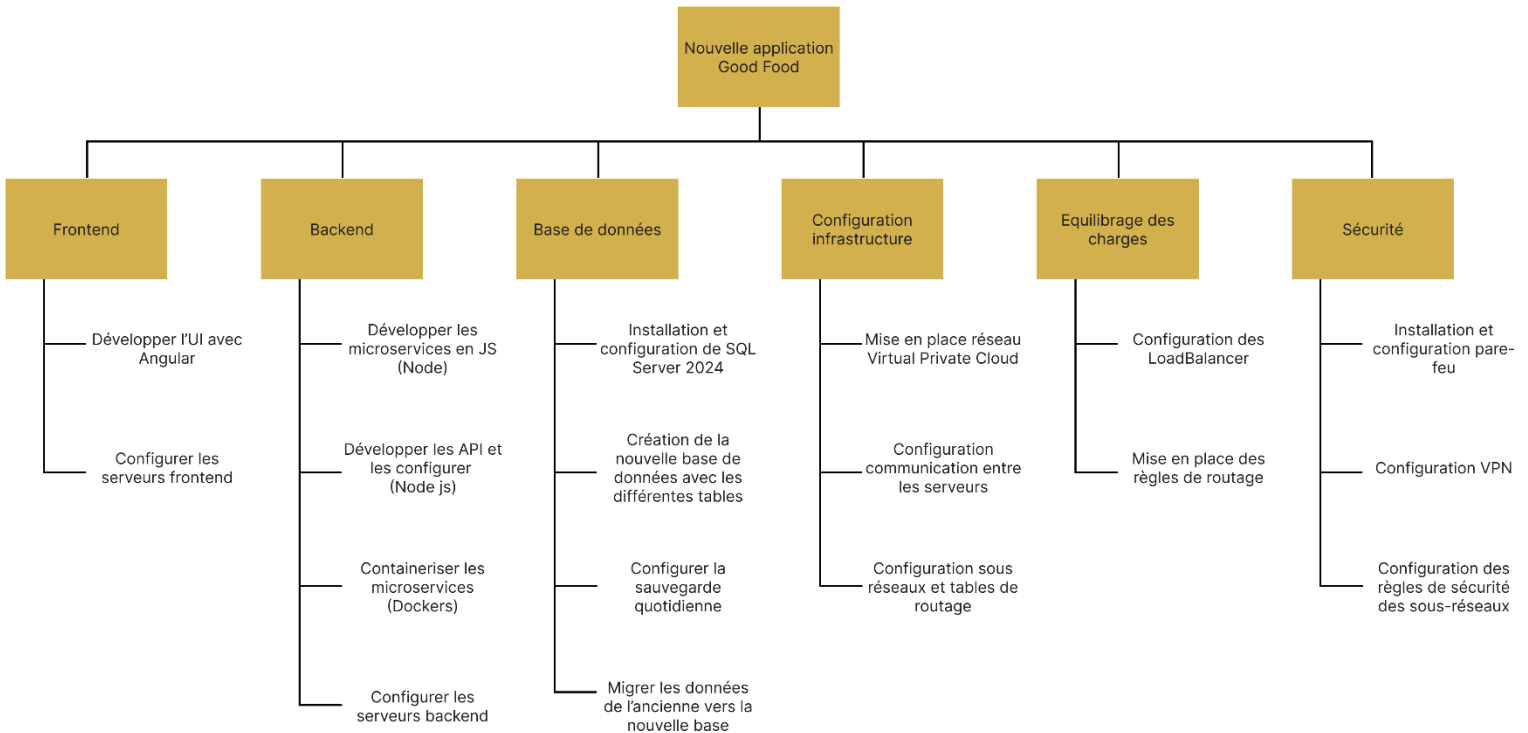 Nouvelle application
Good Food
Frontend
Backend
Base de données
Configuration
infrastructure
Equilibrage des
charges
Sécurité
Développer l'UI avec
Angular
Configurer les
serveurs frontend
Développer les
microservices en JS
(Node)
Développer les API et
les configurer
(Node js)
Containeriser les
microservices
(Dockers)
Configurer les
serveurs backend
Installation et
configuration de SQL
Server 2024
Création de la
nouvelle base de
données avec les
différentes tables
Configurer la
sauvegarde
quotidienne
Migrer les données
de l'ancienne vers la
nouvelle base
Mise en place réseau
Virtual Private Cloud
Configuration
communication entre
les serveurs
Configuration sous
réseaux et tables de
routage
Configuration des
LoadBalancer
Mise en place des
règles de routage
Installation et
configuration pare-
feu
Configuration VPN
Configuration des
règles de sécurité
des sous-réseaux